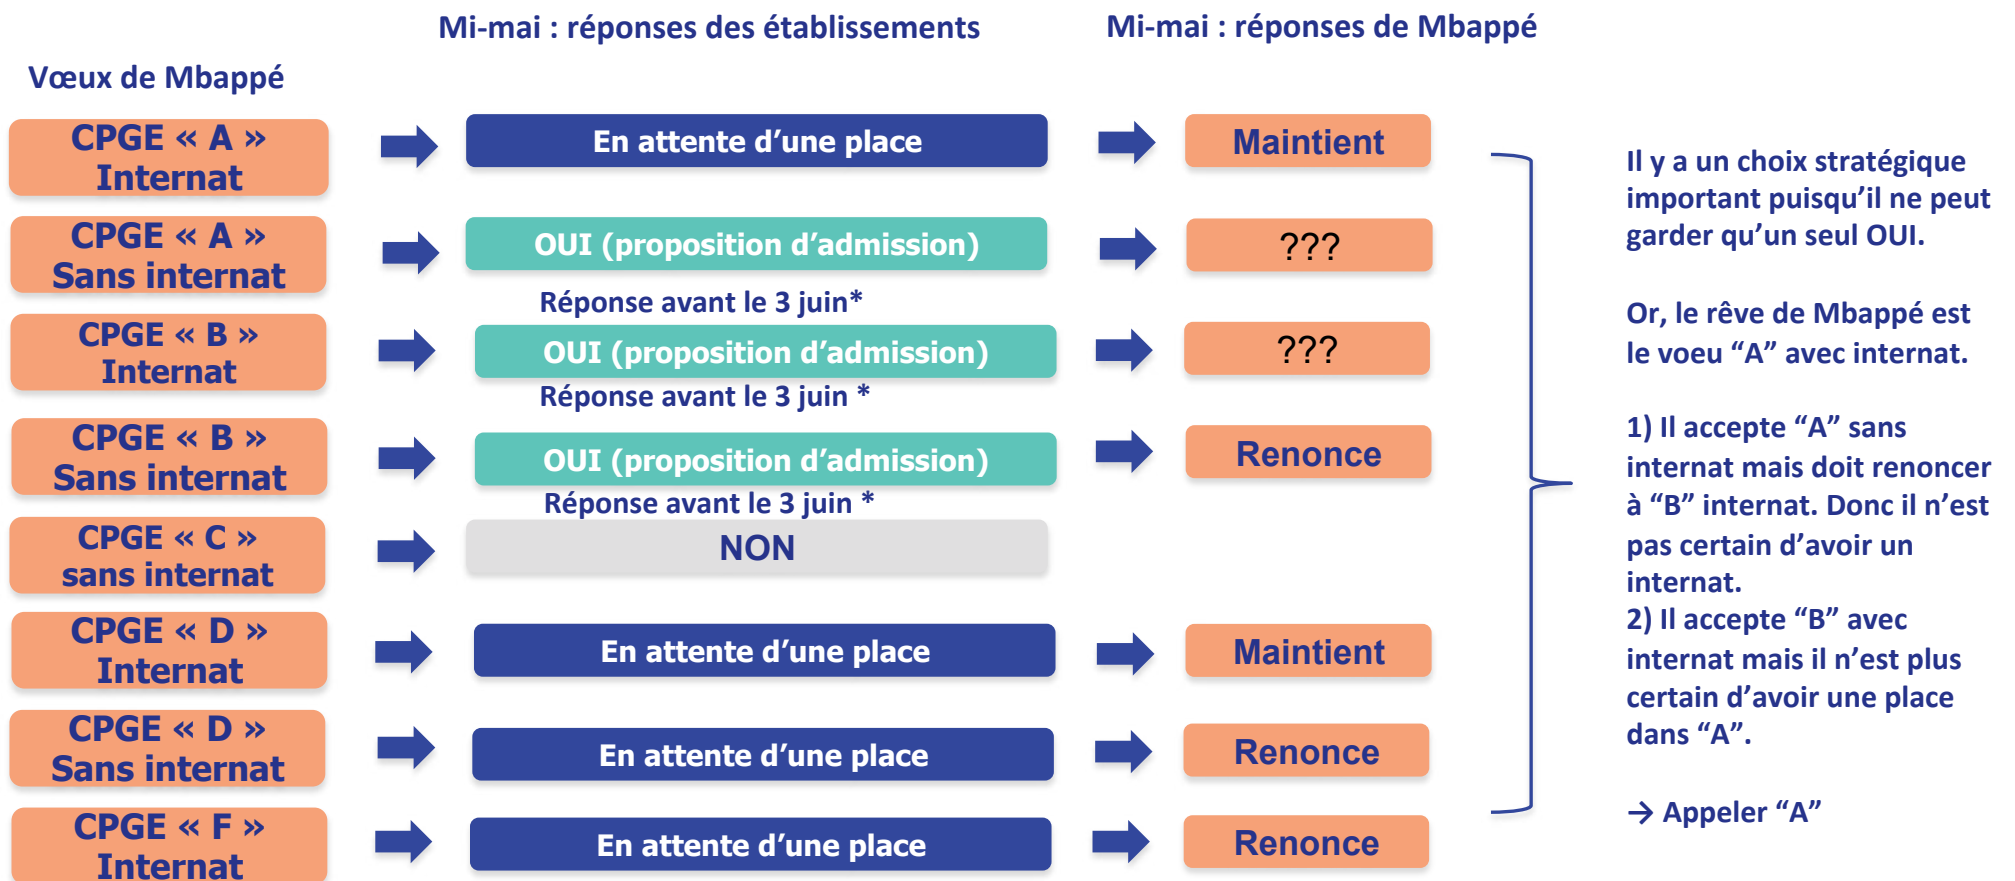 Mi-mai : réponses des établissements
Mi-mai : réponses de Mbappé
Vœux de Mbappé
CPGE « A »
Internat
En attente d’une place
Maintient
CPGE « A »
Sans internat
OUI (proposition d’admission)
???
Réponse avant le 3 juin*
CPGE « B »
Internat
OUI (proposition d’admission)
???
Réponse avant le 3 juin *
CPGE « B »
Sans internat
OUI (proposition d’admission)
Renonce
Réponse avant le 3 juin *
CPGE « C »
sans internat
NON
CPGE « D »
Internat
En attente d’une place
Maintient
CPGE « D »
Sans internat
En attente d’une place
Renonce
CPGE « F »
Internat
En attente d’une place
Renonce
Il y a un choix stratégique
important puisqu’il ne peut
garder qu’un seul OUI.
Or, le rêve de Mbappé est
le voeu “A” avec internat.
1) Il accepte “A” sans
internat mais doit renoncer
à “B” internat. Donc il n’est
pas certain d’avoir un
internat.
2) Il accepte “B” avec
internat mais il n’est plus
certain d’avoir une place
dans “A”.
→ Appeler “A”